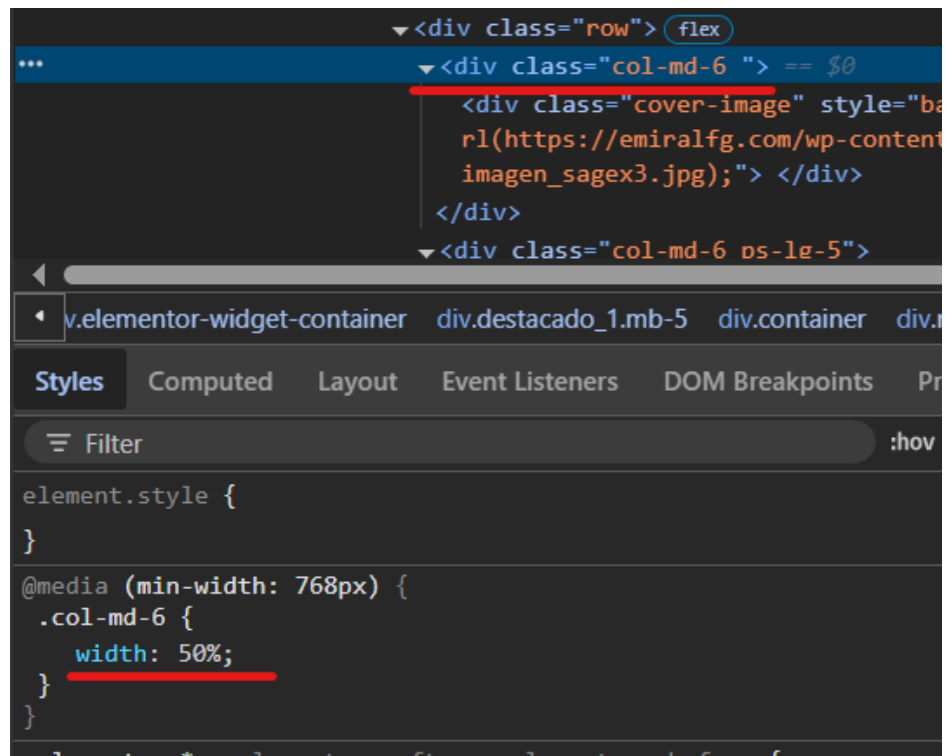 <div class="row"> flex
••• <div class="col-md-6 "> == $0
<div class="cover-image" style="ba
rl(https://emiralfg.com/wp-content
imagen_sagex3.jpg);"> </div>
</div>
<div class="col-md-6 ps-lg-5">
v.elementor-widget-container div.destacado_1.mb-5 div.container div.r
Styles Computed Layout Event Listeners DOM Breakpoints Pr
Filter :hov
element.style {
}
@media (min-width: 768px) {
.col-md-6 {
width: 50%;
}
}